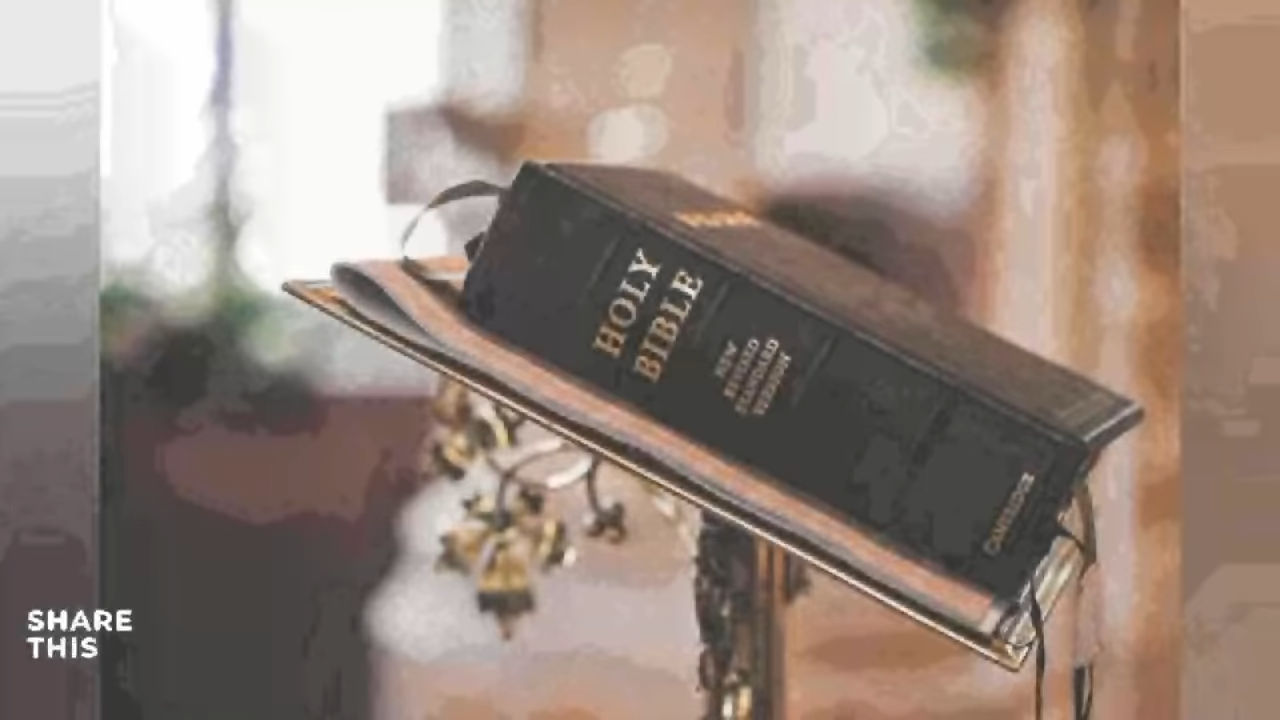 HOLY
BIBLE
NEW
REVISED
STANDARD
VERSION
CAMBRIDGE
SHARE
THIS